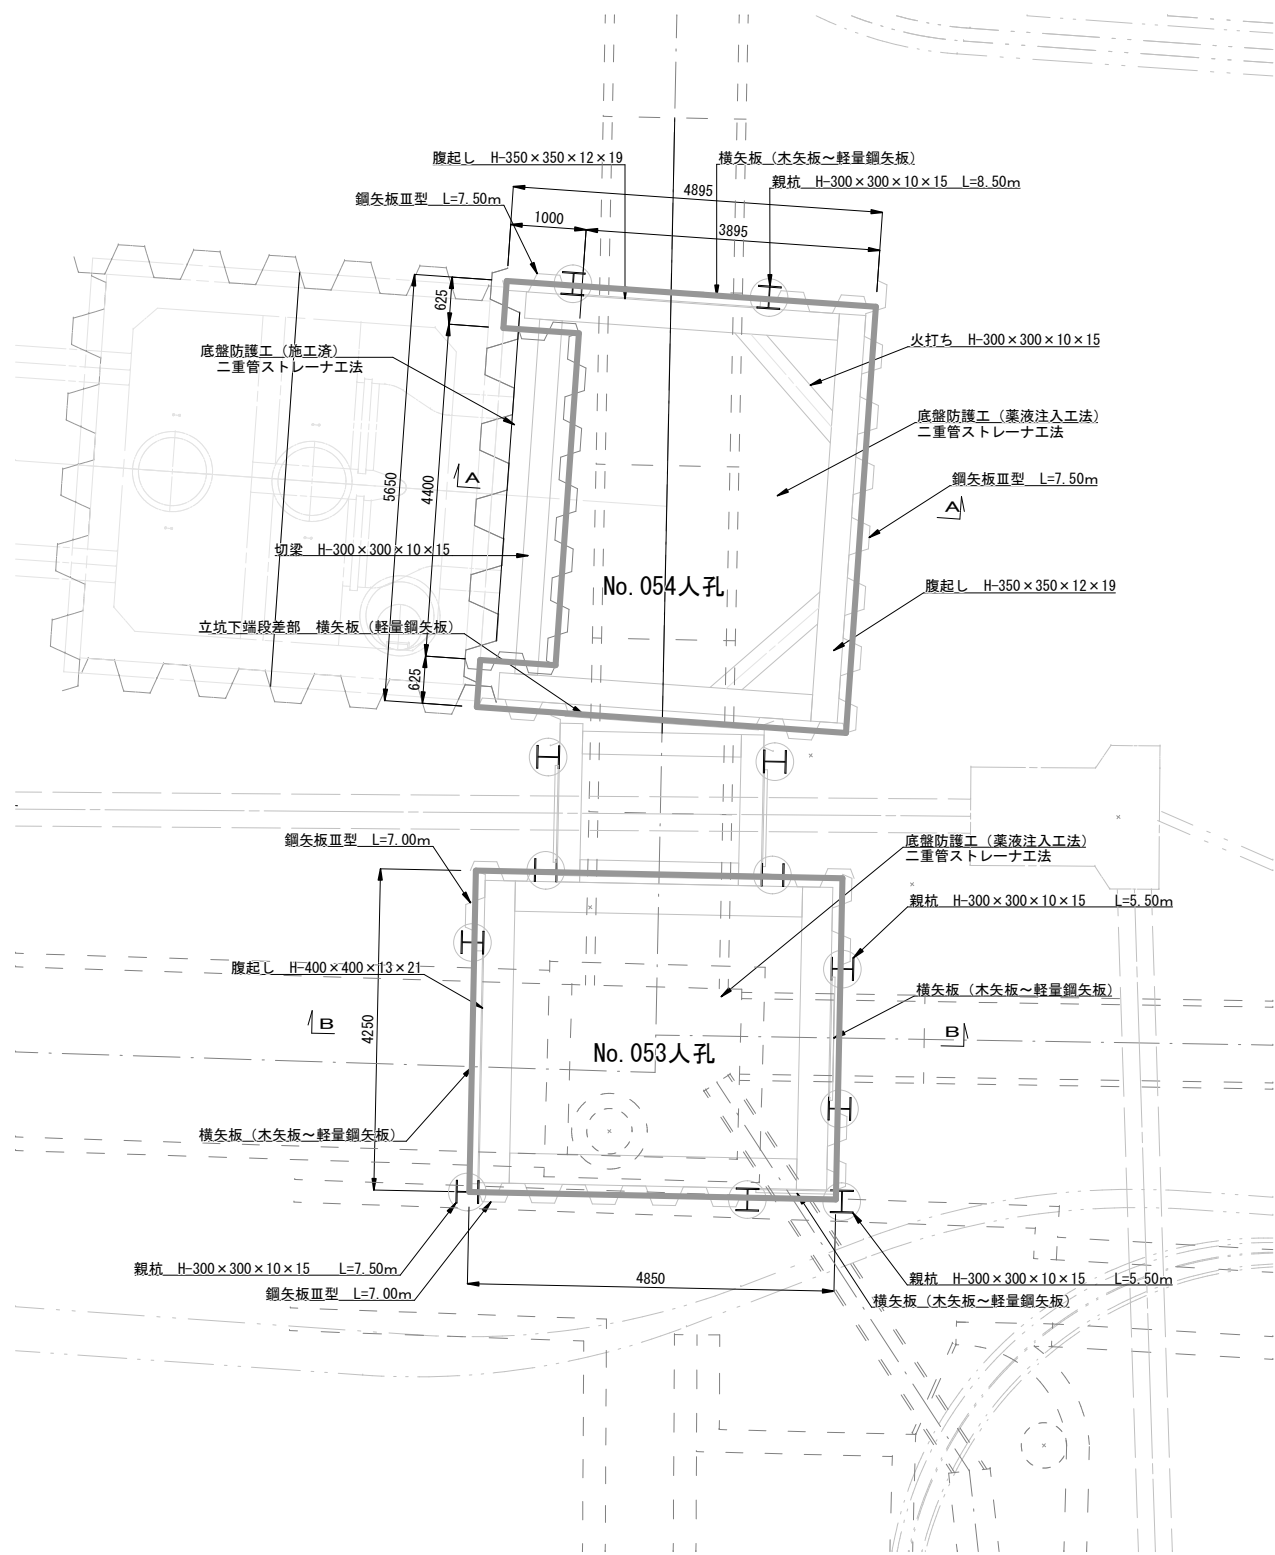 腹起し　H-350×350×12×19
横矢板（木矢板～軽量鋼矢板）
親杭　H-300×300×10×15　L=8.50m
鋼矢板Ⅲ型　L=7.50m
4895
1000
3895
625
底盤防護工（施工済）
二重管ストレーナ工法
火打ち　H-300×300×10×15
底盤防護工（薬液注入工法）
二重管ストレーナ工法
鋼矢板Ⅲ型　L=7.50m
A
A
5650
4400
切梁　H-300×300×10×15
No.054人孔
腹起し　H-350×350×12×19
立坑下端段差部　横矢板（軽量鋼矢板）
625
鋼矢板Ⅲ型　L=7.00m
底盤防護工（薬液注入工法）
二重管ストレーナ工法
親杭　H-300×300×10×15　　L=5.50m
腹起し　H-400×400×13×21
横矢板（木矢板～軽量鋼矢板）
B
B
4250
No.053人孔
横矢板（木矢板～軽量鋼矢板）
親杭　H-300×300×10×15　　L=7.50m
鋼矢板Ⅲ型　L=7.00m
4850
親杭　H-300×300×10×15　　L=5.50m
横矢板（木矢板～軽量鋼矢板）